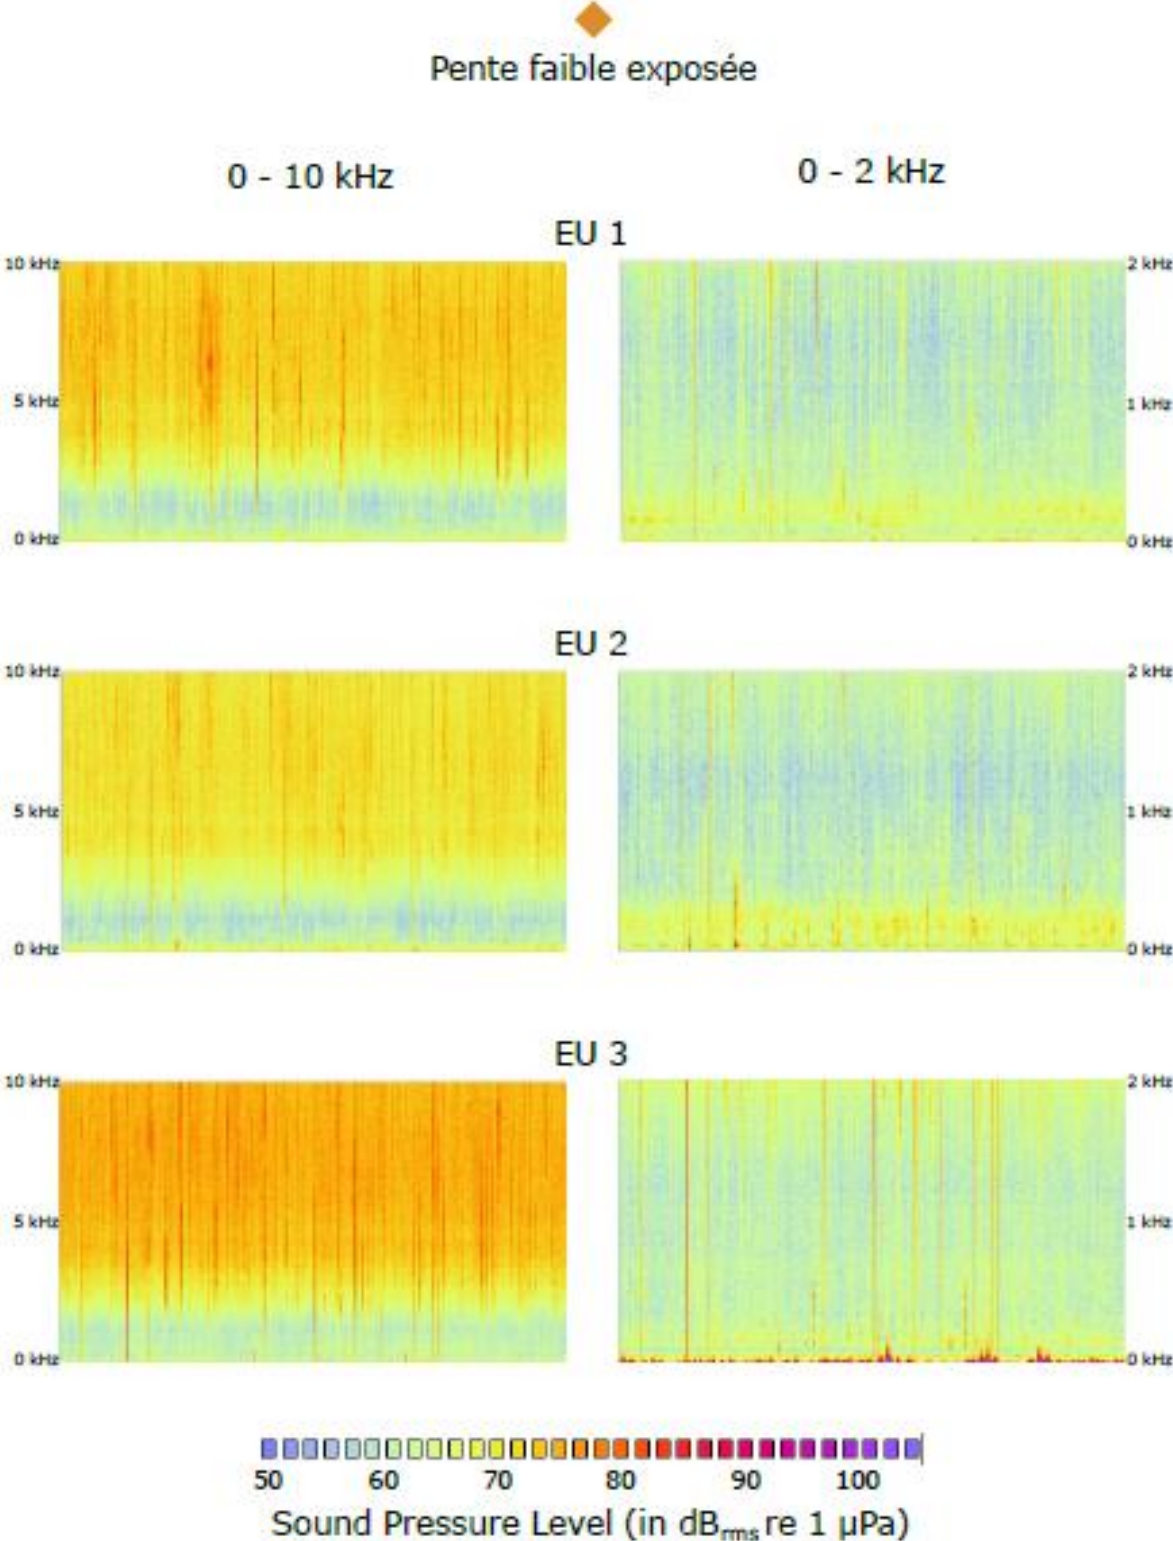 Pente faible exposée
0 - 10 kHz
0 - 2 kHz
EU 1
10 kHz
5 kHz
0 kHz
2 kHz
1 kHz
0 kHz
EU 2
10 kHz
5 kHz
0 kHz
2 kHz
1 kHz
0 kHz
EU 3
10 kHz
5 kHz
0 kHz
2 kHz
1 kHz
0 kHz
50 60 70 80 90 100
Sound Pressure Level (in dBrms re 1 µPa)